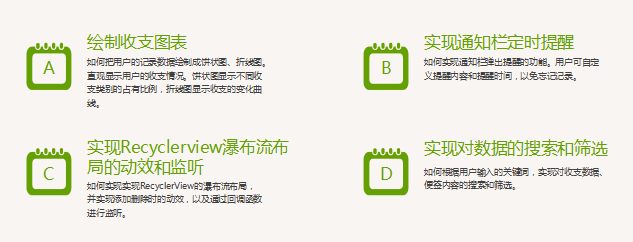 A
绘制收支图表
如何把用户的记录数据绘制成饼状图、折线图。
直观显示用户的收支情况。饼状图显示不同收
支类别的占有比例，折线图显示收支的变化曲
线。
B
实现通知栏定时提醒
如何实现通知栏弹出提醒的功能。用户可自定
义提醒内容和提醒时间，以免忘记记录。
C
实现Recyclerview瀑布流布
局的动效和监听
如何实现实现RecyclerView的瀑布流布局，
并实现添加删除时的动效，以及通过回调函数
进行监听。
D
实现对数据的搜索和筛选
如何根据用户输入的关键词，实现对收支数据、
便签内容的搜索和筛选。